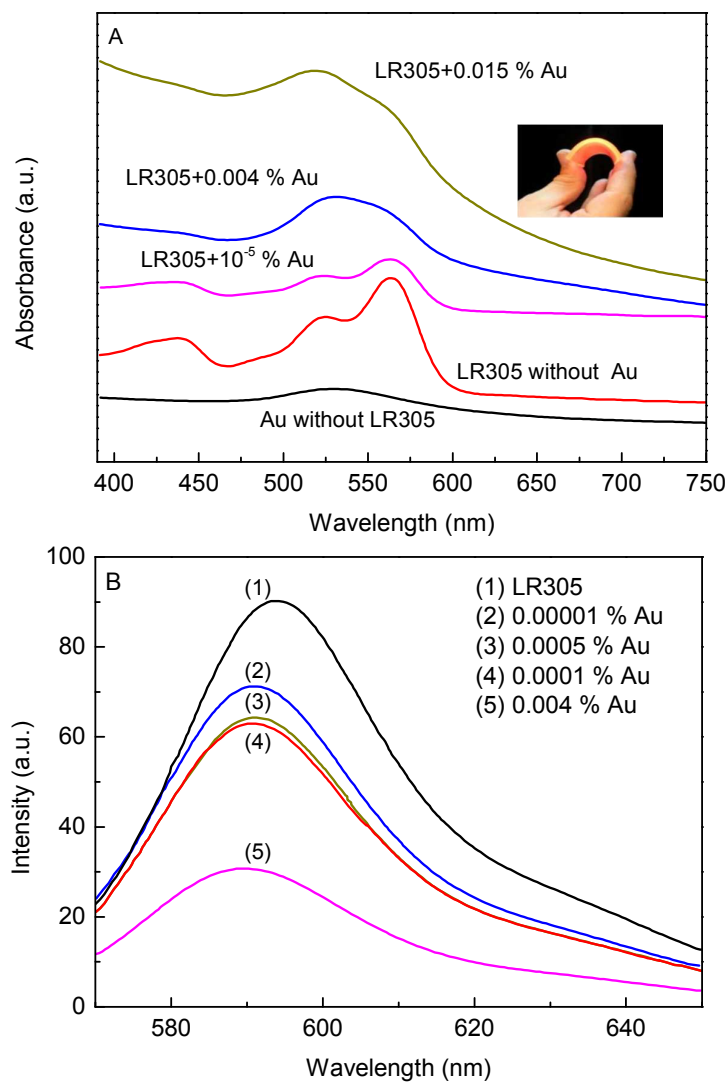 A
LR305+0.015 % Au
LR305+0.004 % Au
LR305+10⁻⁵ % Au
LR305 without Au
Au without LR305
Absorbance (a.u.)
400 450 500 550 600 650 700 750
Wavelength (nm)
B
(1)
(2)
(3)
(4)
(5)
(1) LR305
(2) 0.00001 % Au
(3) 0.0005 % Au
(4) 0.0001 % Au
(5) 0.004 % Au
100
80
60
40
20
0
Intensity (a.u.)
580 600 620 640
Wavelength (nm)